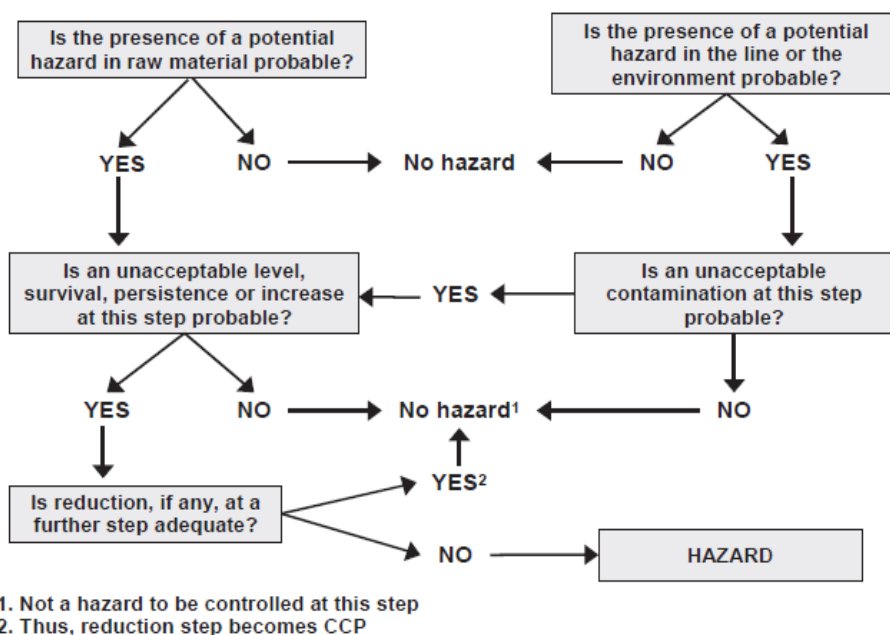 Is the presence of a potential
hazard in raw material probable?
Is the presence of a potential
hazard in the line or the
environment probable?
YES
NO
No hazard
NO
YES
Is an unacceptable level,
survival, persistence or increase
at this step probable?
YES
Is an unacceptable
contamination at this step
probable?
YES
NO
No hazard¹
NO
Is reduction, if any, at a
further step adequate?
YES²
NO
HAZARD
1. Not a hazard to be controlled at this step
2. Thus, reduction step becomes CCP